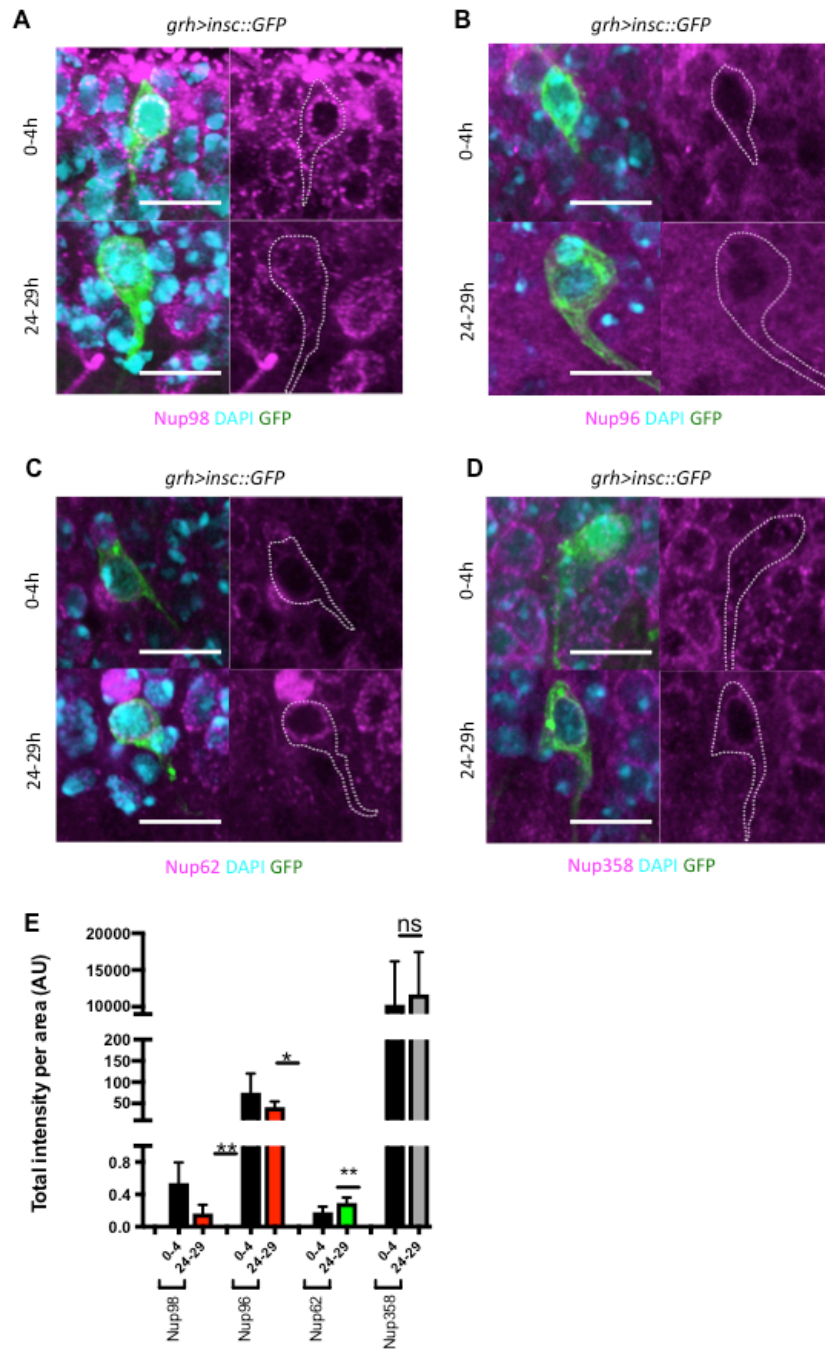 A
grh>insc::GFP
0-4h
24-29h
Nup98 DAPI GFP
B
grh>insc::GFP
0-4h
24-29h
Nup96 DAPI GFP
C
grh>insc::GFP
0-4h
24-29h
Nup62 DAPI GFP
D
grh>insc::GFP
0-4h
24-29h
Nup358 DAPI GFP
E
Total intensity per area (AU)
20000
15000
10000
200
150
100
50
0.8
0.4
0.0
**
*
**
ns
0-4
24-29
0-4
24-29
0-4
24-29
0-4
24-29
Nup98
Nup96
Nup62
Nup358